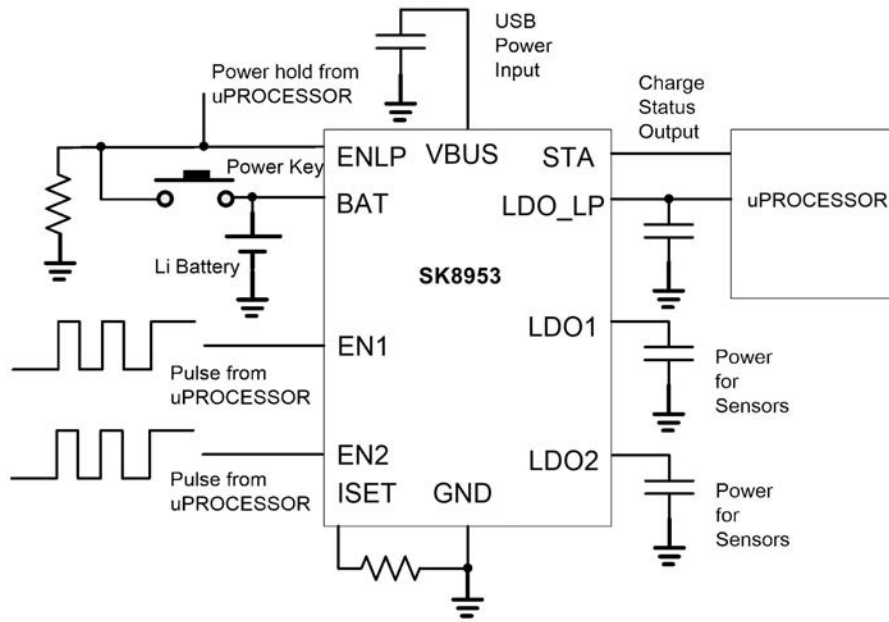 USB
Power
Input
Power hold from
uPROCESSOR
Charge
Status
Output
ENLP
VBUS
STA
Power Key
BAT
LDO_LP
uPROCESSOR
Li Battery
SK8953
LDO1
EN1
Pulse from
uPROCESSOR
Power
for
Sensors
EN2
LDO2
Pulse from
uPROCESSOR
ISET
GND
Power
for
Sensors